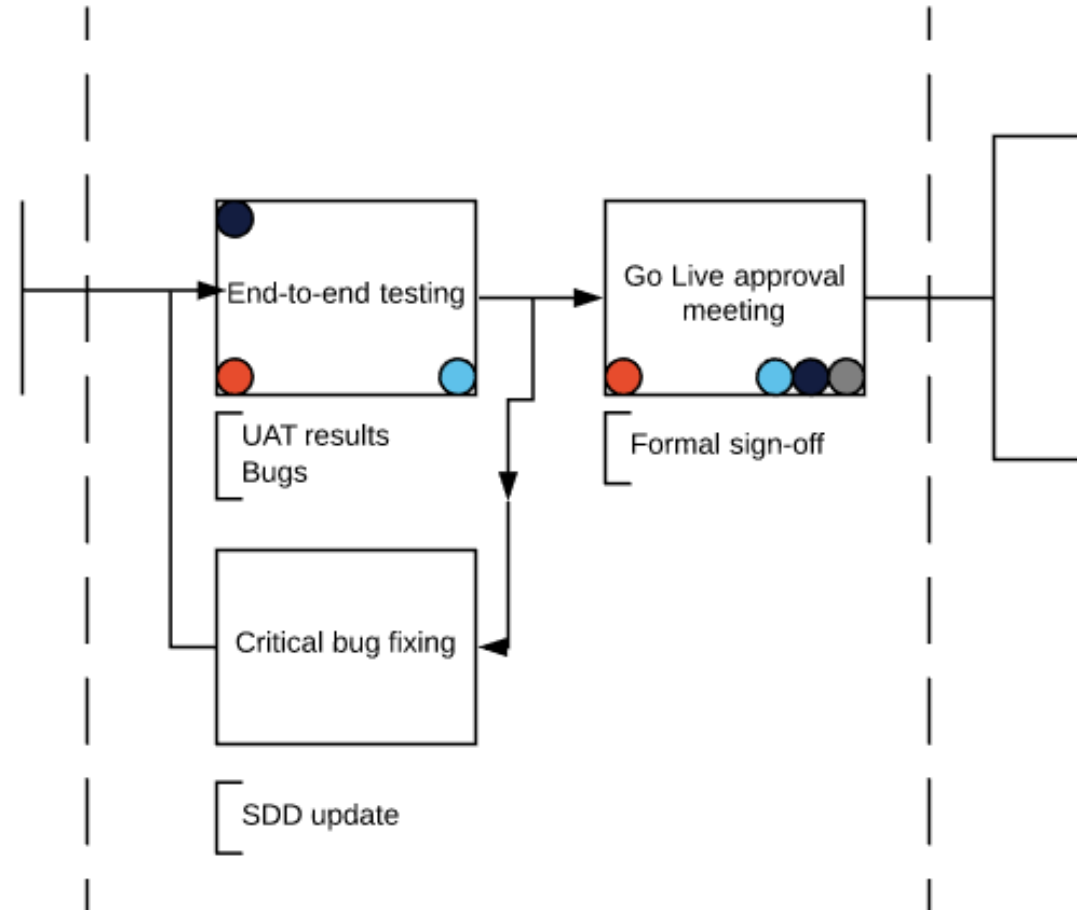 End-to-end testing
Go Live approval
meeting
UAT results
Bugs
Formal sign-off
Critical bug fixing
SDD update